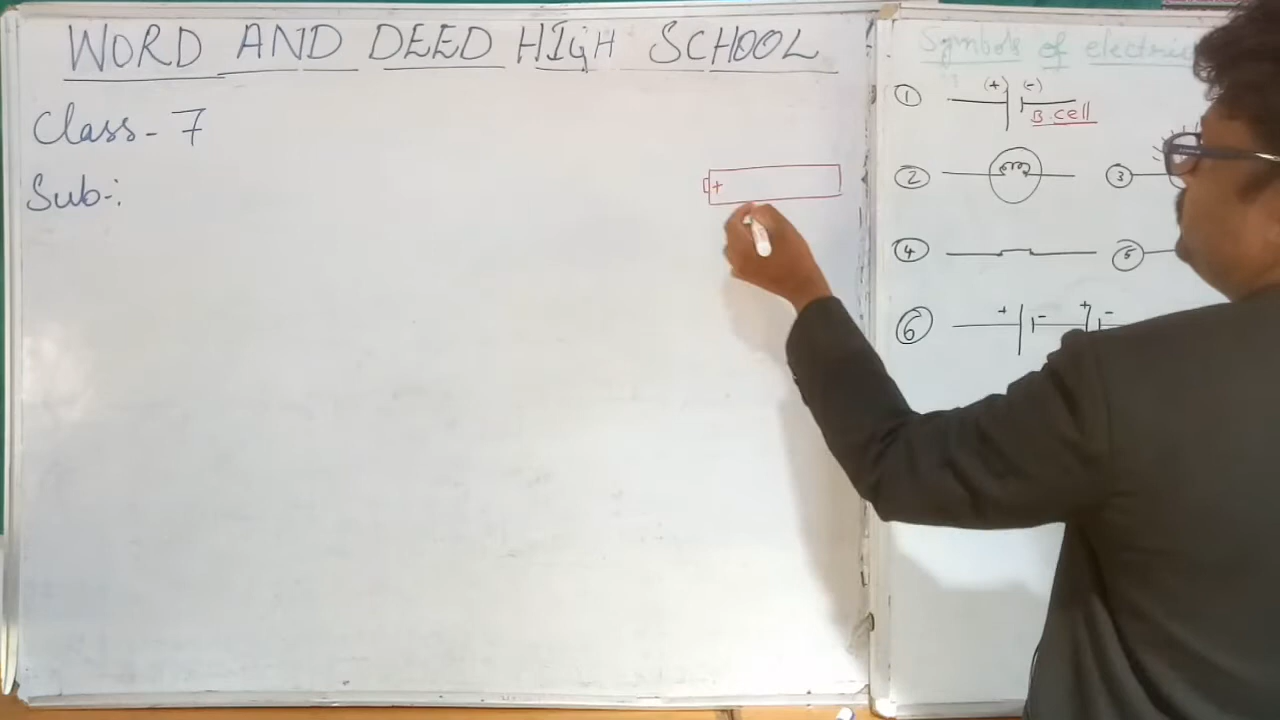 WORD AND DEED HIGH SCHOOL
Class- 7
Sub-:
+
Symbols of electric
① (+) (-)
B.cell
②
③
④
⑤
⑥ + - + -